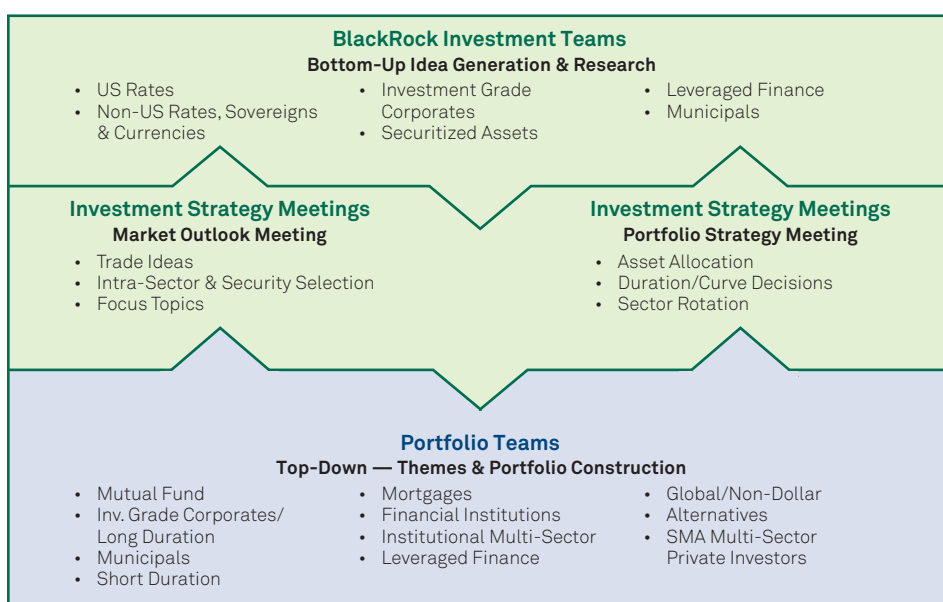 BlackRock Investment Teams
Bottom-Up Idea Generation & Research
• US Rates
• Non-US Rates, Sovereigns
& Currencies
• Investment Grade
Corporates
• Securitized Assets
• Leveraged Finance
• Municipals
Investment Strategy Meetings
Market Outlook Meeting
• Trade Ideas
• Intra-Sector & Security Selection
• Focus Topics
Investment Strategy Meetings
Portfolio Strategy Meeting
• Asset Allocation
• Duration/Curve Decisions
• Sector Rotation
Portfolio Teams
Top-Down — Themes & Portfolio Construction
• Mutual Fund
• Inv. Grade Corporates/
Long Duration
• Municipals
• Short Duration
• Mortgages
• Financial Institutions
• Institutional Multi-Sector
• Leveraged Finance
• Global/Non-Dollar
• Alternatives
• SMA Multi-Sector
Private Investors